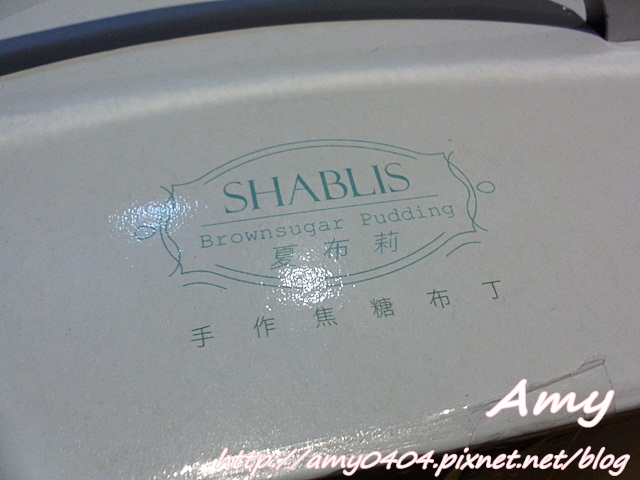 SHABLIS
Brownsugar Pudding
夏布莉
手作焦糖布丁
Amy
http://amy0404.pixnet.net/blog